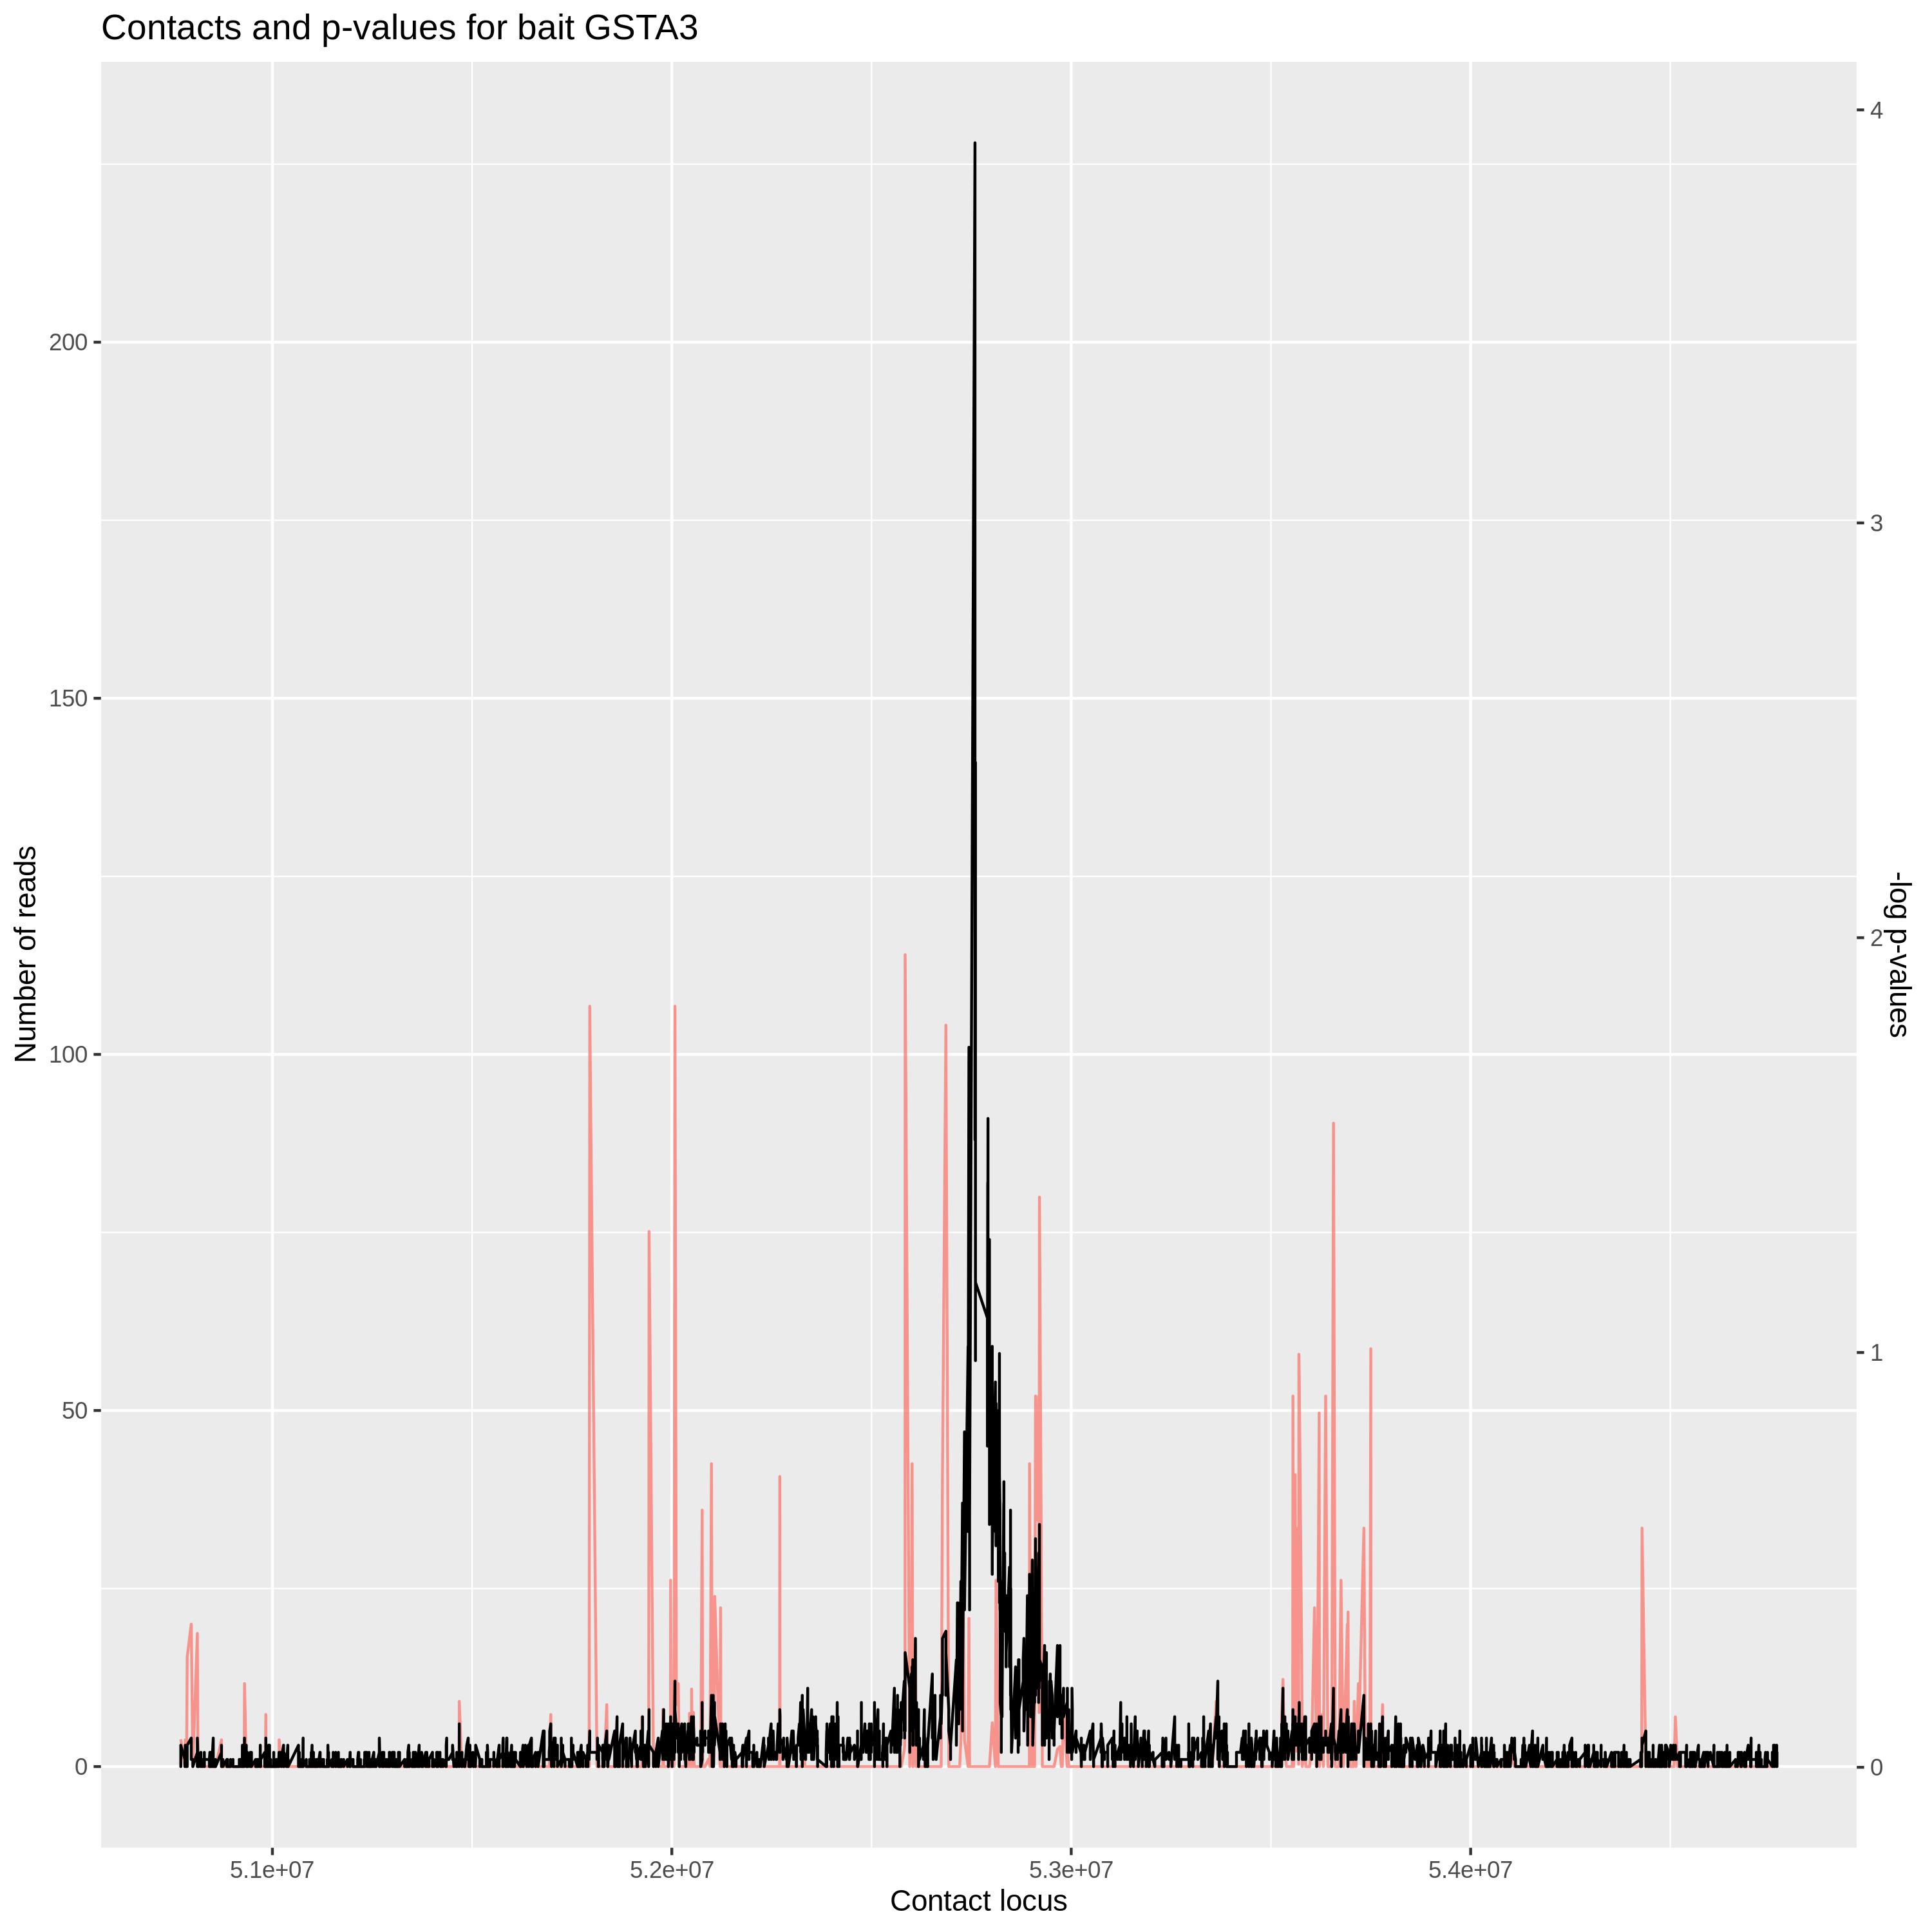 Contacts and p-values for bait GSTA3
200
150
100
50
0
4
3
2
1
0
Number of reads
-log p-values
5.1e+07 5.2e+07 5.3e+07 5.4e+07
Contact locus